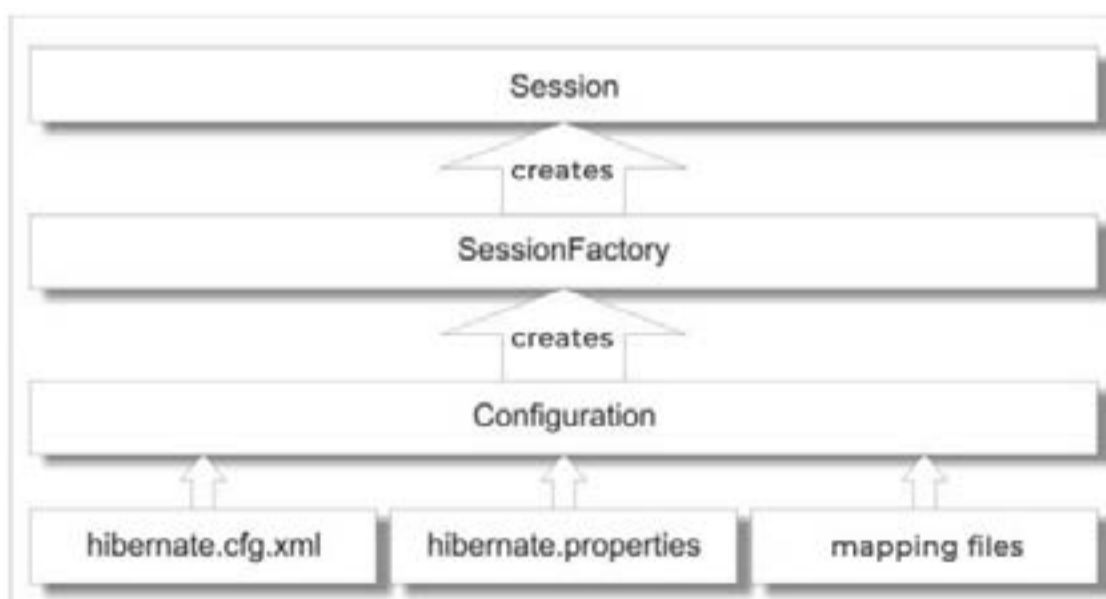 Session
creates
SessionFactory
creates
Configuration
hibernate.cfg.xml
hibernate.properties
mapping files